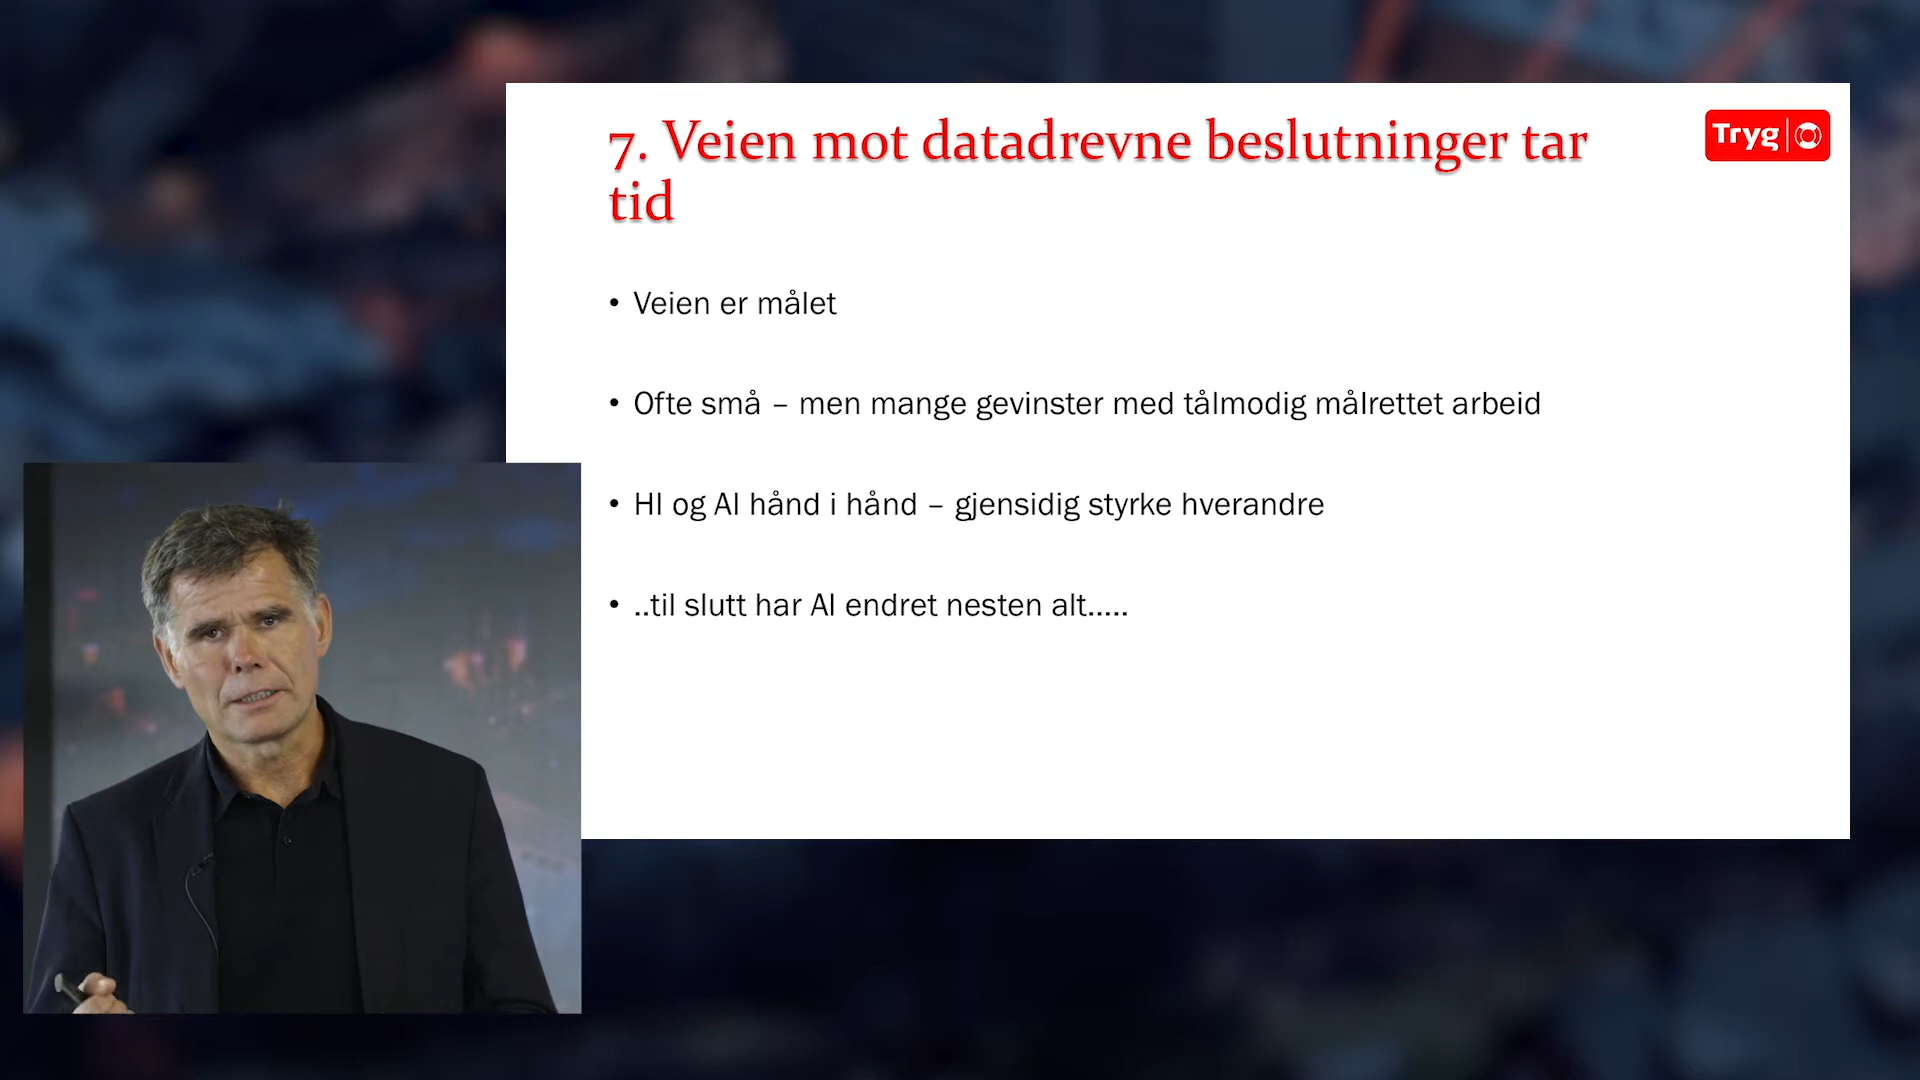 7. Veien mot datadrevne beslutninger tar
tid
Tryg
• Veien er målet
• Ofte små – men mange gevinster med tålmodig målrettet arbeid
• HI og AI hånd i hånd – gjensidig styrke hverandre
• ..til slutt har AI endret nesten alt.....